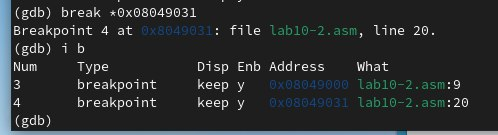 (gdb) break *0x08049031
Breakpoint 4 at 0x8049031: file lab10-2.asm, line 20.
(gdb) i b
Num     Type           Disp Enb Address    What
3       breakpoint     keep y   0x08049000 lab10-2.asm:9
4       breakpoint     keep y   0x08049031 lab10-2.asm:20
(gdb)